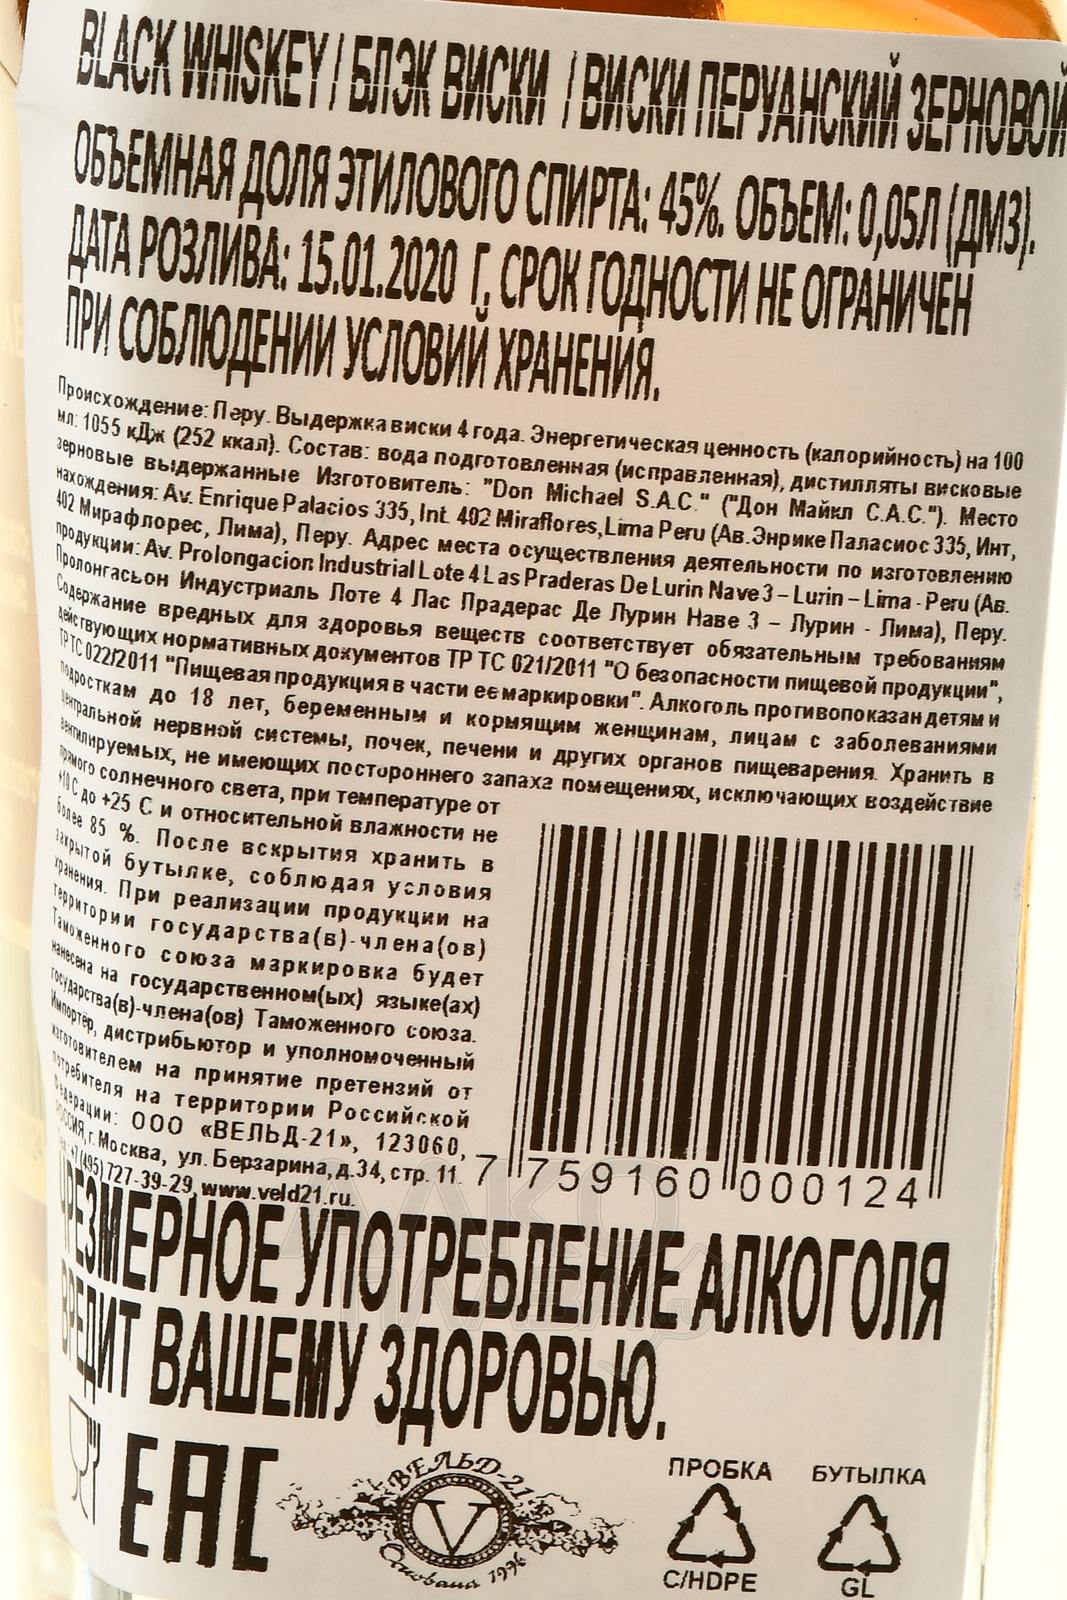 BLACK WHISKEY / БЛЭК ВИСКИ / ВИСКИ ПЕРУАНСКИЙ ЗЕРНОВОЙ
ОБЪЕМНАЯ ДОЛЯ ЭТИЛОВОГО СПИРТА: 45%. ОБЪЕМ: 0,05Л (ДМ3).
ДАТА РОЗЛИВА: 15.01.2020 Г. СРОК ГОДНОСТИ НЕ ОГРАНИЧЕН
ПРИ СОБЛЮДЕНИИ УСЛОВИЙ ХРАНЕНИЯ.
Происхождение: Перу. Выдержка виски 4 года. Энергетическая ценность (калорийность) на 100
мл: 1055 кДж (252 ккал). Состав: вода подготовленная (исправленная), дистилляты висковые
зерновые выдержанные Изготовитель: "Don Michael S.A.C." ("Дон Майкл С.А.С."). Место
нахождения: Av. Enrique Palacios 335, Int. 402 Miraflores, Lima Peru (Ав.Энрике Паласиос 335, Инт,
402 Мирафлорес, Лима), Перу. Адрес места осуществления деятельности по изготовлению
продукции: Av. Prolongacion Industrial Lote 4 Las Praderas De Lurin Nave 3 – Lurin – Lima - Peru (Ав.
Пролонгасьон Индустриаль Лоте 4 Лас Прадерас Де Лурин Наве 3 – Лурин - Лима), Перу.
Содержание вредных для здоровья веществ соответствует обязательным требованиям
действующих нормативных документов ТР ТС 021/2011 "О безопасности пищевой продукции",
ТР ТС 022/2011 "Пищевая продукция в части ее маркировки". Алкоголь противопоказан детям и
подросткам до 18 лет, беременным и кормящим женщинам, лицам с заболеваниями
центральной нервной системы, почек, печени и других органов пищеварения. Хранить в
вентилируемых, не имеющих постороннего запаха помещениях, исключающих воздействие
прямого солнечного света, при температуре от
+10 С до +25 С и относительной влажности не
более 85 %. После вскрытия хранить в
закрытой бутылке, соблюдая условия
хранения. При реализации продукции на
территории государства(в)-члена(ов)
Таможенного союза маркировка будет
нанесена на государственном(ых) языке(ах)
государства(в)-члена(ов) Таможенного союза.
Импортёр, дистрибьютор и уполномоченный
изготовителем на принятие претензий от
потребителя на территории Российской
Федерации: ООО «ВЕЛЬД-21», 123060,
РОССИЯ, г. Москва, ул. Берзарина, д.34, стр. 11.
Тел.: +7(495) 727-39-29, www.veld21.ru.
7 759160 000124
ЧРЕЗМЕРНОЕ УПОТРЕБЛЕНИЕ АЛКОГОЛЯ
ВРЕДИТ ВАШЕМУ ЗДОРОВЬЮ.
EAC
ВЕЛЬД-21
V
Основана 1996
ПРОБКА
C/HDPE
БУТЫЛКА
GL